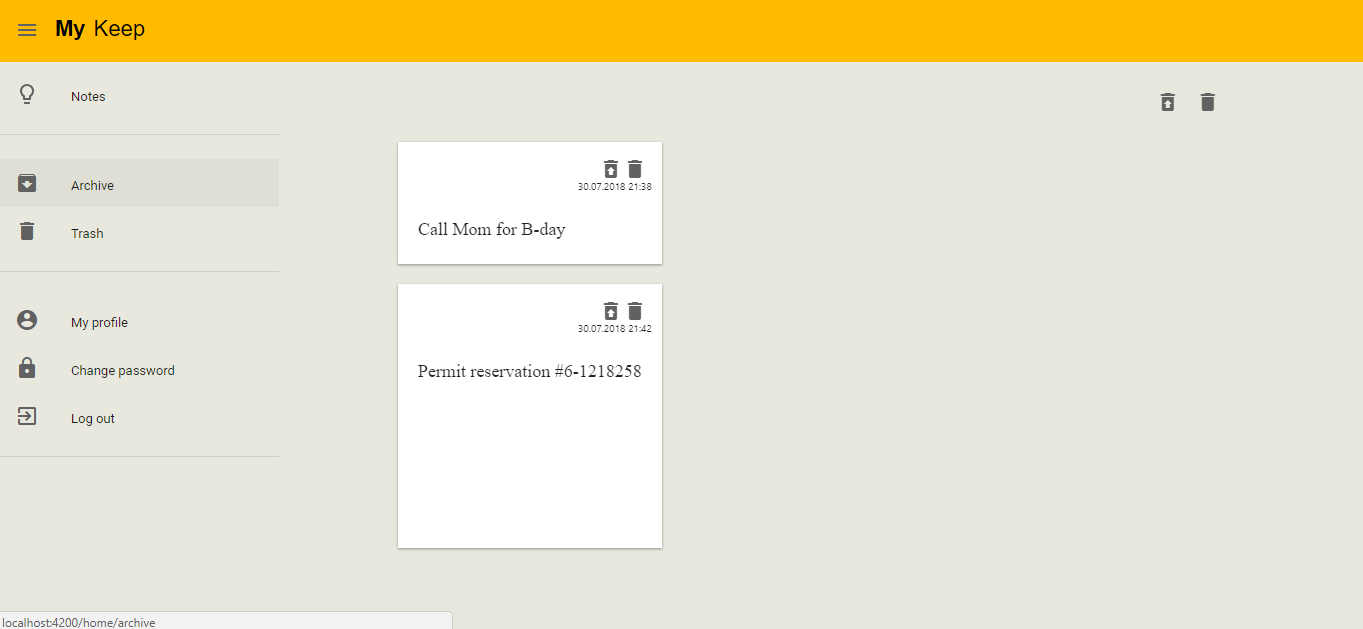 My Keep
Notes
Archive
Trash
My profile
Change password
Log out
30.07.2018 21:38
Call Mom for B-day
30.07.2018 21:42
Permit reservation #6-1218258
localhost:4200/home/archive